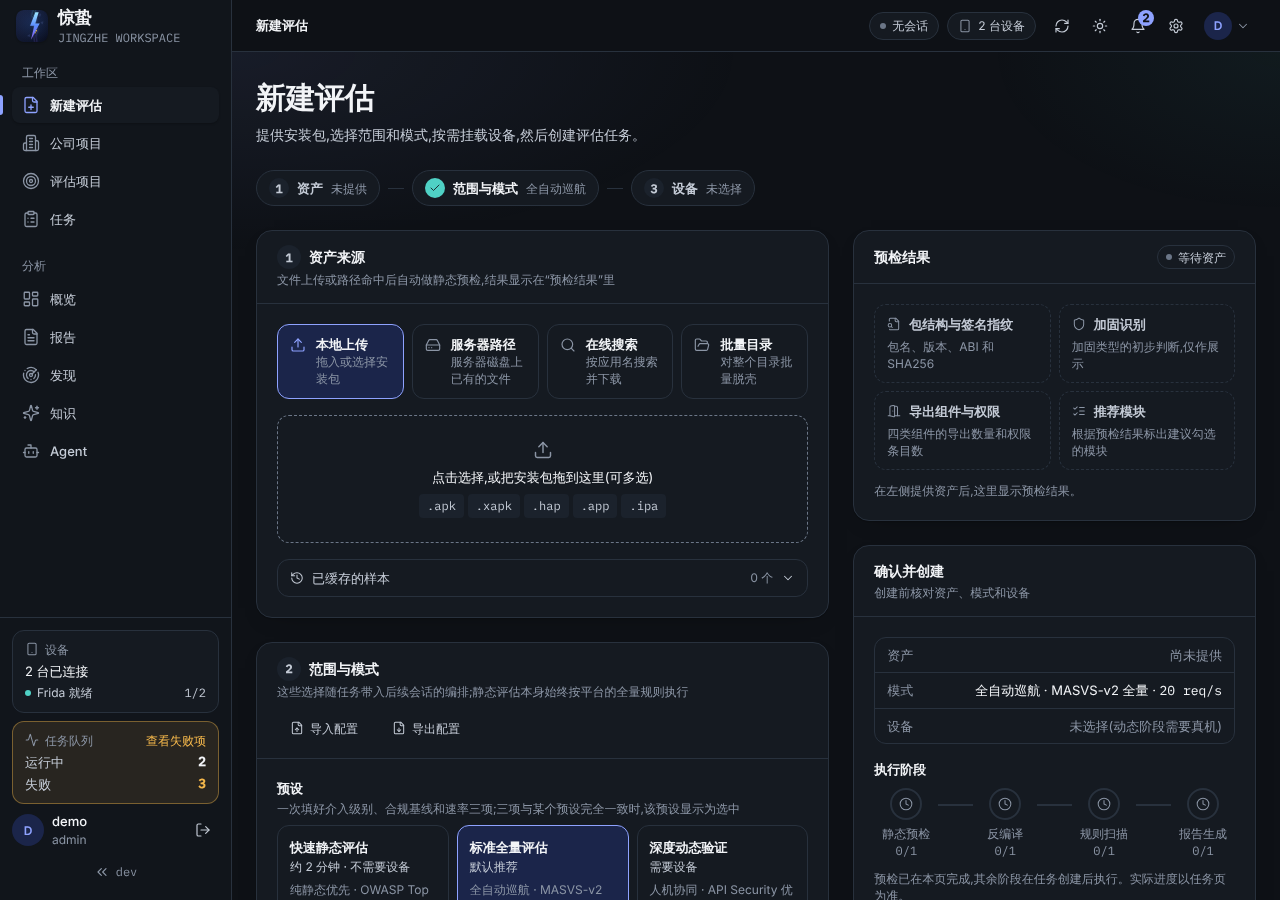 惊蛰
JINGZHE WORKSPACE
工作区
新建评估
公司项目
评估项目
任务
分析
概览
报告
发现
知识
Agent
设备
2 台已连接
Frida 就绪 1/2
任务队列 查看失败项
运行中 2
失败 3
D demo
admin
dev
新建评估
无会话
2 台设备
2
D
新建评估
提供安装包,选择范围和模式,按需挂载设备,然后创建评估任务。
1 资产 未提供
范围与模式 全自动巡航
3 设备 未选择
1 资产来源
文件上传或路径命中后自动做静态预检,结果显示在“预检结果”里
本地上传
拖入或选择安
装包
服务器路径
服务器磁盘上
已有的文件
在线搜索
按应用名搜索
并下载
批量目录
对整个目录批
量脱壳
点击选择,或把安装包拖到这里(可多选)
.apk .xapk .hap .app .ipa
已缓存的样本 0 个
2 范围与模式
这些选择随任务带入后续会话的编排;静态评估本身始终按平台的全量规则执行
导入配置 导出配置
预设
一次填好介入级别、合规基线和速率三项;三项与某个预设完全一致时,该预设显示为选中
快速静态评估
约 2 分钟 · 不需要设备
纯静态优先 · OWASP Top
标准全量评估
默认推荐
全自动巡航 · MASVS-v2
深度动态验证
需要设备
人机协同 · API Security 优
预检结果 等待资产
包结构与签名指纹
包名、版本、ABI 和
SHA256
加固识别
加固类型的初步判断,仅作展
示
导出组件与权限
四类组件的导出数量和权限
条目数
推荐模块
根据预检结果标出建议勾选
的模块
在左侧提供资产后,这里显示预检结果。
确认并创建
创建前核对资产、模式和设备
资产 尚未提供
模式 全自动巡航 · MASVS-v2 全量 · 20 req/s
设备 未选择(动态阶段需要真机)
执行阶段
静态预检 反编译 规则扫描 报告生成
0/1 0/1 0/1 0/1
预检已在本页完成,其余阶段在任务创建后执行。实际进度以任务页
为准。